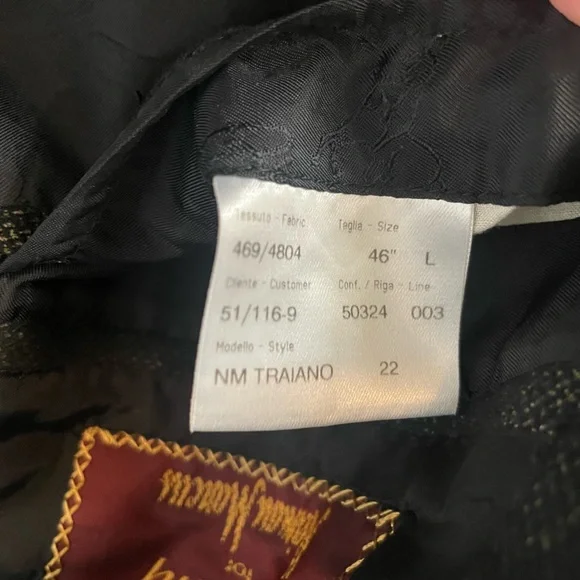 Tessuto - Fabric Taglia - Size
469/4804 46" L
Cliente - Customer Conf. / Riga - Line
51/116-9 50324 003
Modello - Style
NM TRAIANO 22
for
Neiman Marcus